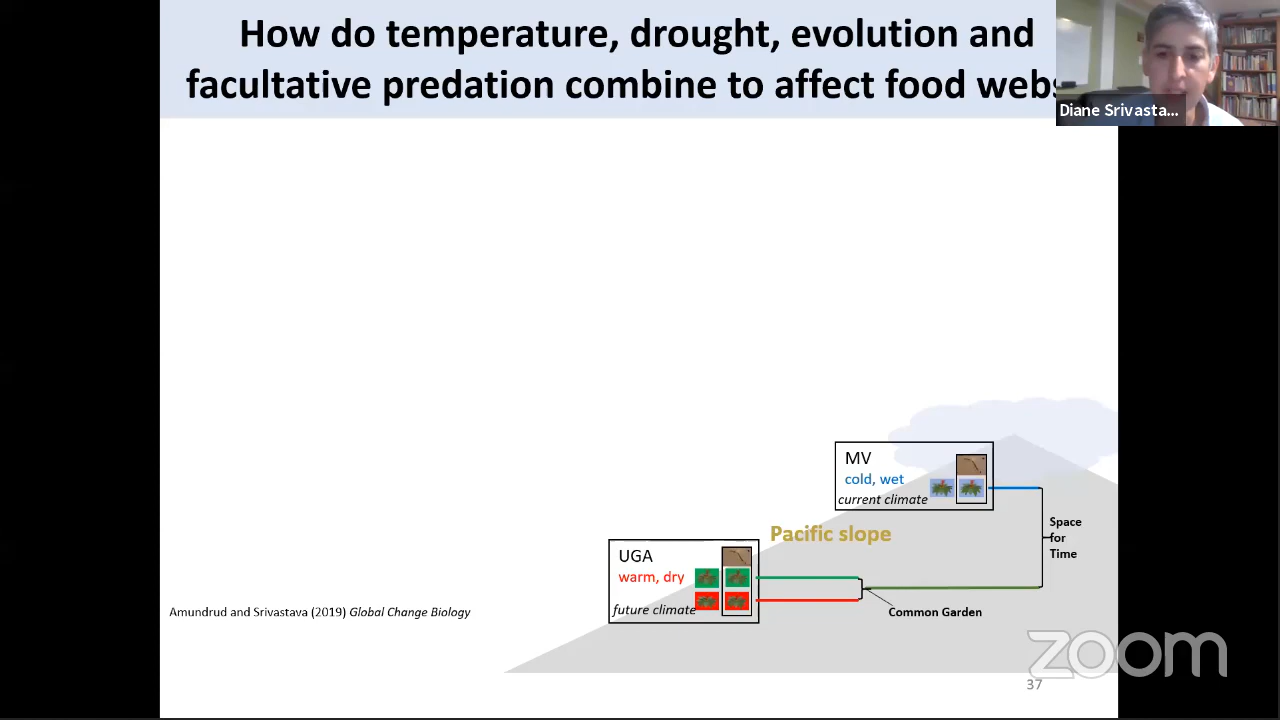 How do temperature, drought, evolution and
facultative predation combine to affect food webs
Diane Srivasta...
MV
cold, wet
current climate
Space
for
Time
Pacific slope
UGA
warm, dry
future climate
Common Garden
Amundrud and Srivastava (2019) Global Change Biology
zoom
37